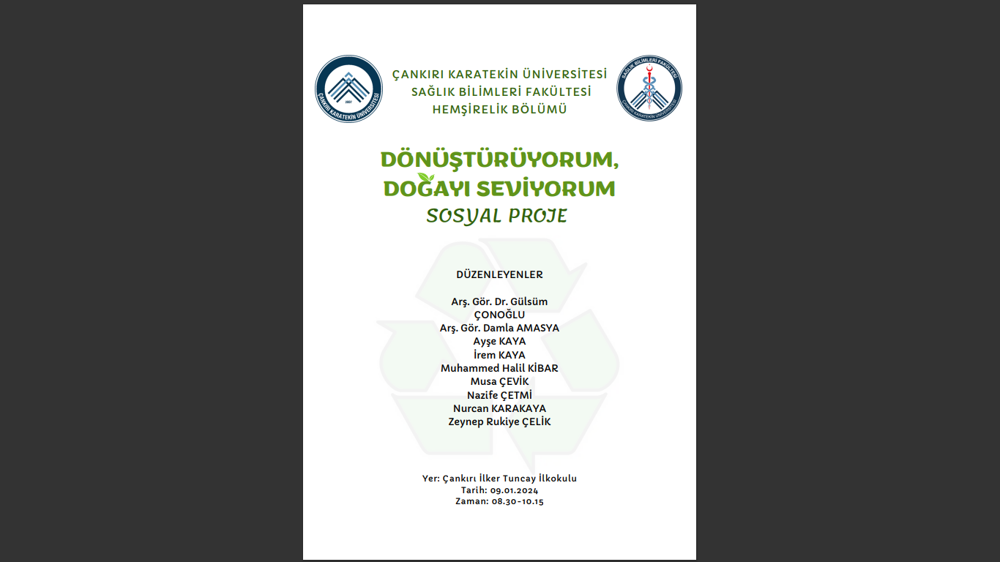 ÇANKIRI KARATEKİN ÜNİVERSİTESİ
SAĞLIK BİLİMLERİ FAKÜLTESİ
HEMŞİRELİK BÖLÜMÜ
2007
ÇANKIRI KARATEKİN ÜNİVERSİTESİ
SAĞLIK BİLİMLERİ FAKÜLTESİ
ÇANKIRI KARATEKİN ÜNİVERSİTESİ
DÖNÜŞTÜRÜYORUM,
DOĞAYI SEVİYORUM
SOSYAL PROJE
DÜZENLEYENLER
Arş. Gör. Dr. Gülsüm
ÇONOĞLU
Arş. Gör. Damla AMASYA
Ayşe KAYA
İrem KAYA
Muhammed Halil KİBAR
Musa ÇEVİK
Nazife ÇETMİ
Nurcan KARAKAYA
Zeynep Rukiye ÇELİK
Yer: Çankırı İlker Tuncay İlkokulu
Tarih: 09.01.2024
Zaman: 08.30-10.15